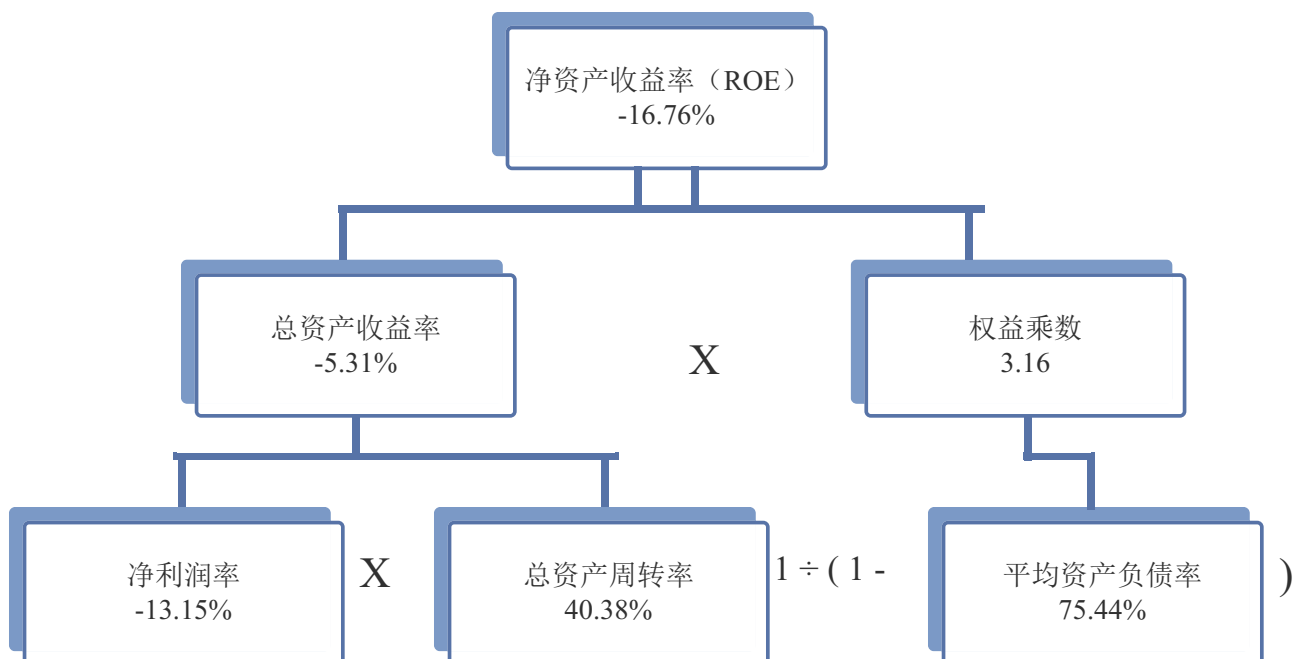 净资产收益率（ROE）
-16.76%
总资产收益率
-5.31%
X
权益乘数
3.16
净利润率
-13.15%
X
总资产周转率
40.38%
1 ÷ ( 1 -
平均资产负债率
75.44%
)